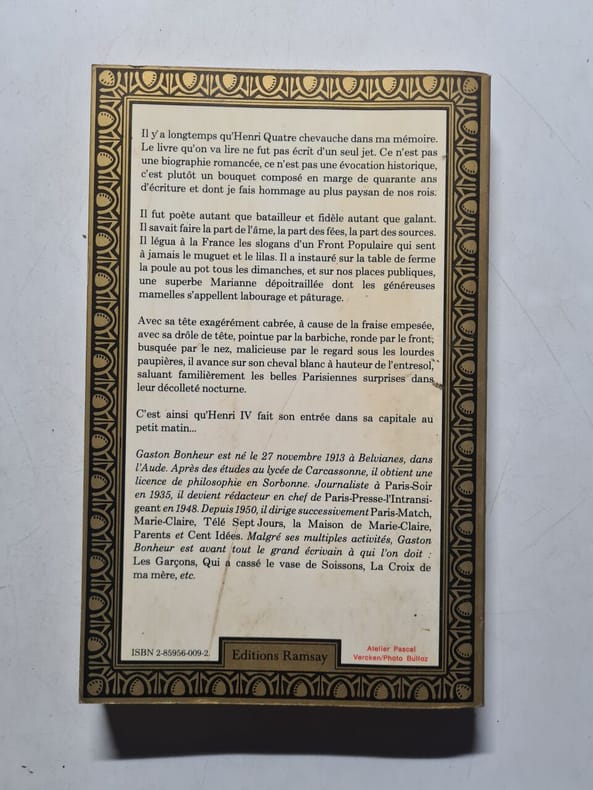 Il y'a longtemps qu'Henri Quatre chevauche dans ma mémoire.
Le livre qu'on va lire ne fut pas écrit d'un seul jet. Ce n'est pas
une biographie romancée, ce n'est pas une évocation historique,
c'est plutôt un bouquet composé en marge de quarante ans
d'écriture et dont je fais hommage au plus paysan de nos rois.
Il fut poète autant que batailleur et fidèle autant que galant.
Il savait faire la part de l'âme, la part des fées, la part des sources.
Il légua à la France les slogans d'un Front Populaire qui sent
à jamais le muguet et le lilas. Il a instauré sur la table de ferme
la poule au pot tous les dimanches, et sur nos places publiques,
une superbe Marianne dépoitraillée dont les généreuses
mamelles s'appellent labourage et pâturage.
Avec sa tête exagérément cabrée, à cause de la fraise empesée,
avec sa drôle de tête, pointue par la barbiche, ronde par le front;
busquée par le nez, malicieuse par le regard sous les lourdes
paupières, il avance sur son cheval blanc à hauteur de l'entresol,
saluant familièrement les belles Parisiennes surprises dans
leur décolleté nocturne.
C'est ainsi qu'Henri IV fait son entrée dans sa capitale au
petit matin...
Gaston Bonheur est né le 27 novembre 1913 à Belvianes, dans
l'Aude. Après des études au lycée de Carcassonne, il obtient une
licence de philosophie en Sorbonne. Journaliste à Paris-Soir
en 1935, il devient rédacteur en chef de Paris-Presse-l'Intransi-
geant en 1948. Depuis 1950, il dirige successivement Paris-Match,
Marie-Claire, Télé Sept Jours, la Maison de Marie-Claire,
Parents et Cent Idées. Malgré ses multiples activités, Gaston
Bonheur est avant tout le grand écrivain à qui l'on doit :
Les Garçons, Qui a cassé le vase de Soissons, La Croix de
ma mère, etc.
ISBN 2-85956-009-2
Editions Ramsay
Atelier Pascal
Vercken/Photo Bulloz